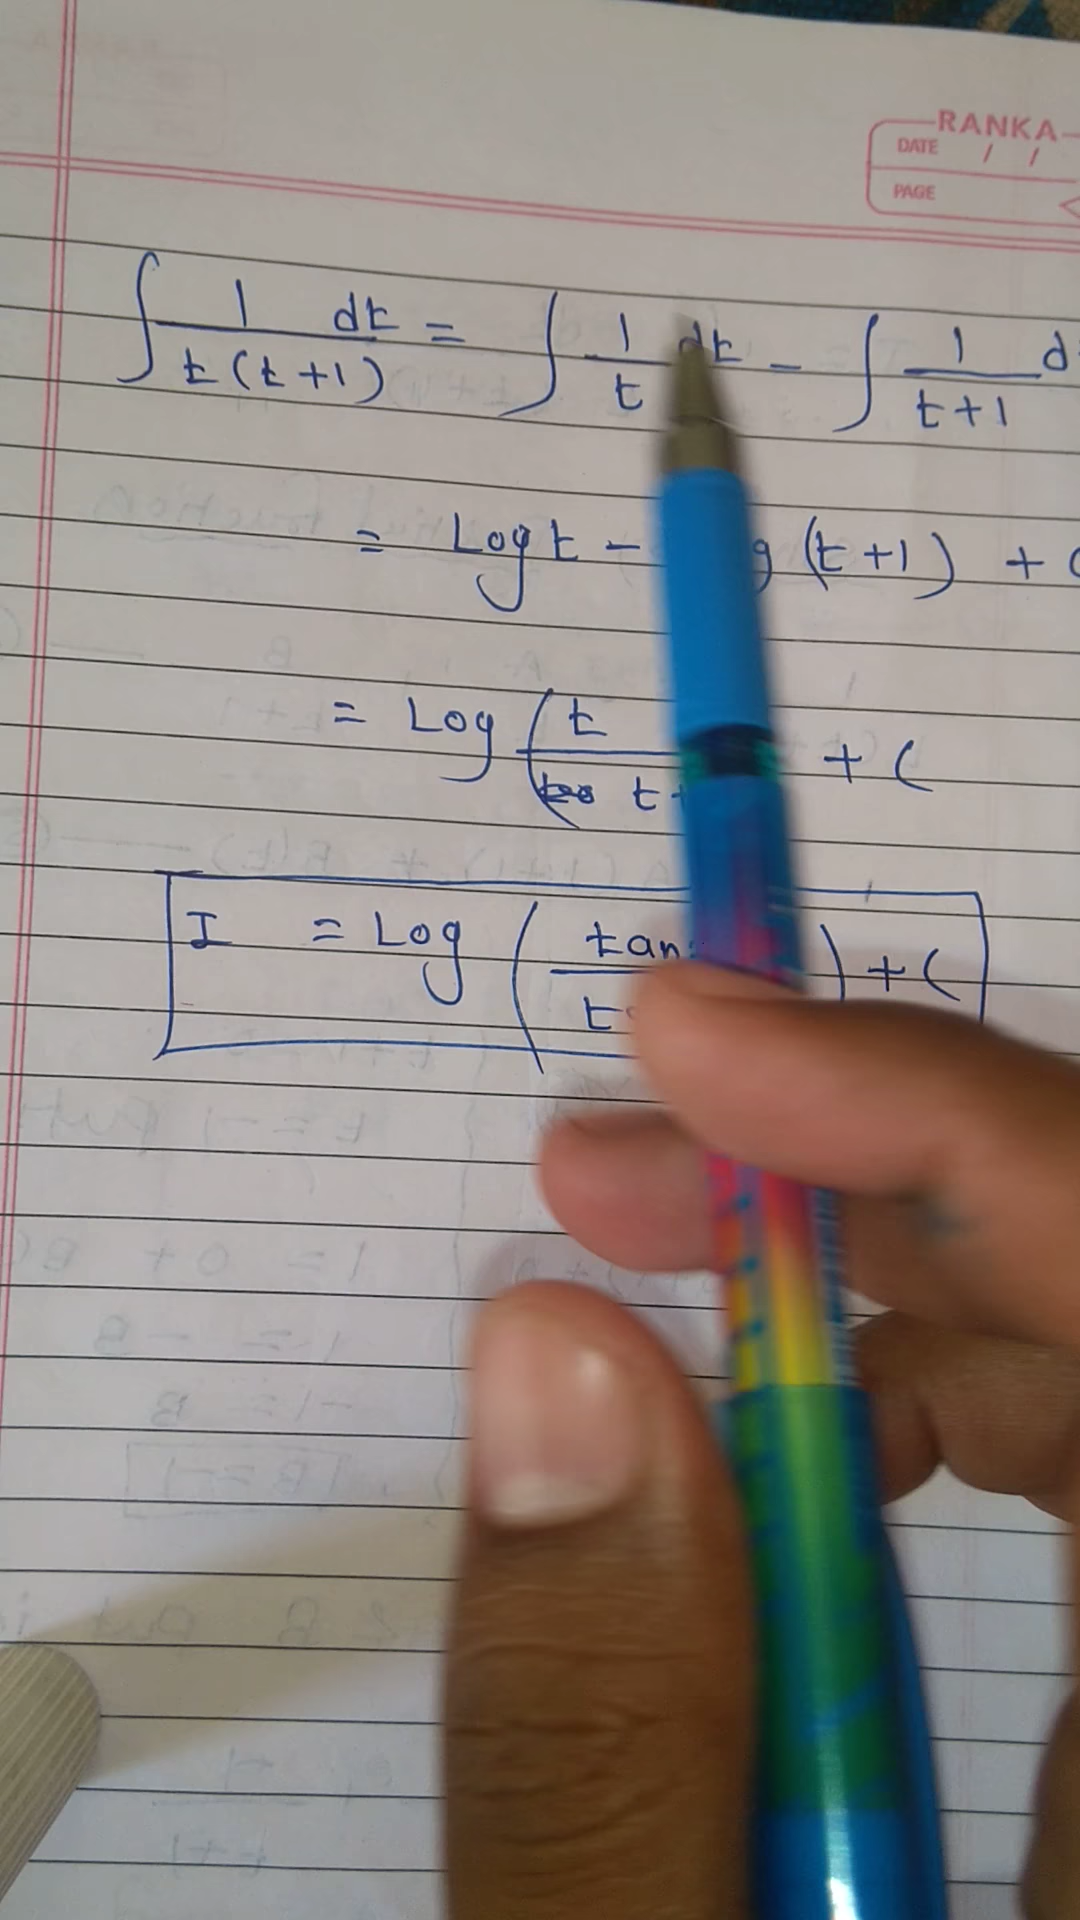 RANKA
DATE / /
PAGE
∫ 1/t(t+1) dt = ∫ 1/t dt - ∫ 1/t+1 d
= Log t - g (t+1) + C
= Log (t/t + C
I = Log (tan/t ) + C